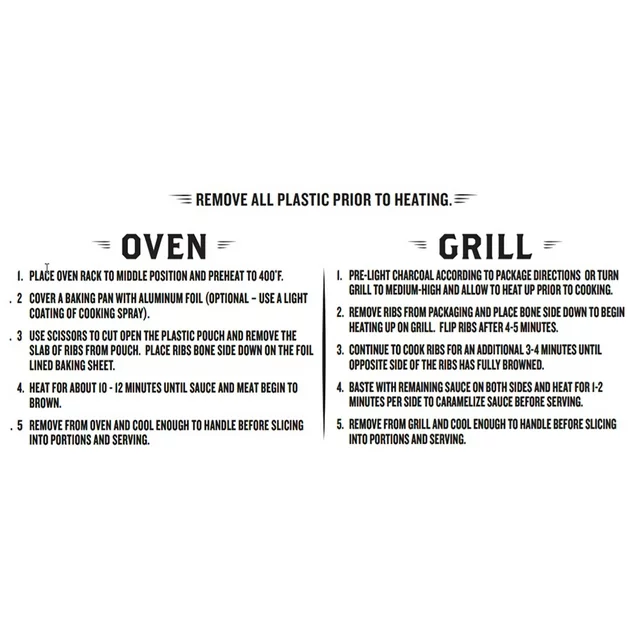 REMOVE ALL PLASTIC PRIOR TO HEATING.
OVEN
1. PLACE OVEN RACK TO MIDDLE POSITION AND PREHEAT TO 400°F.
. 2 COVER A BAKING PAN WITH ALUMINUM FOIL (OPTIONAL – USE A LIGHT
COATING OF COOKING SPRAY).
. 3 USE SCISSORS TO CUT OPEN THE PLASTIC POUCH AND REMOVE THE
SLAB OF RIBS FROM POUCH. PLACE RIBS BONE SIDE DOWN ON THE FOIL
LINED BAKING SHEET.
4. HEAT FOR ABOUT 10 - 12 MINUTES UNTIL SAUCE AND MEAT BEGIN TO
BROWN.
. 5 REMOVE FROM OVEN AND COOL ENOUGH TO HANDLE BEFORE SLICING
INTO PORTIONS AND SERVING.
GRILL
1. PRE-LIGHT CHARCOAL ACCORDING TO PACKAGE DIRECTIONS OR TURN
GRILL TO MEDIUM-HIGH AND ALLOW TO HEAT UP PRIOR TO COOKING.
2. REMOVE RIBS FROM PACKAGING AND PLACE BONE SIDE DOWN TO BEGIN
HEATING UP ON GRILL. FLIP RIBS AFTER 4-5 MINUTES.
3. CONTINUE TO COOK RIBS FOR AN ADDITIONAL 3-4 MINUTES UNTIL
OPPOSITE SIDE OF THE RIBS HAS FULLY BROWNED.
4. BASTE WITH REMAINING SAUCE ON BOTH SIDES AND HEAT FOR 1-2
MINUTES PER SIDE TO CARAMELIZE SAUCE BEFORE SERVING.
5. REMOVE FROM GRILL AND COOL ENOUGH TO HANDLE BEFORE SLICING
INTO PORTIONS AND SERVING.